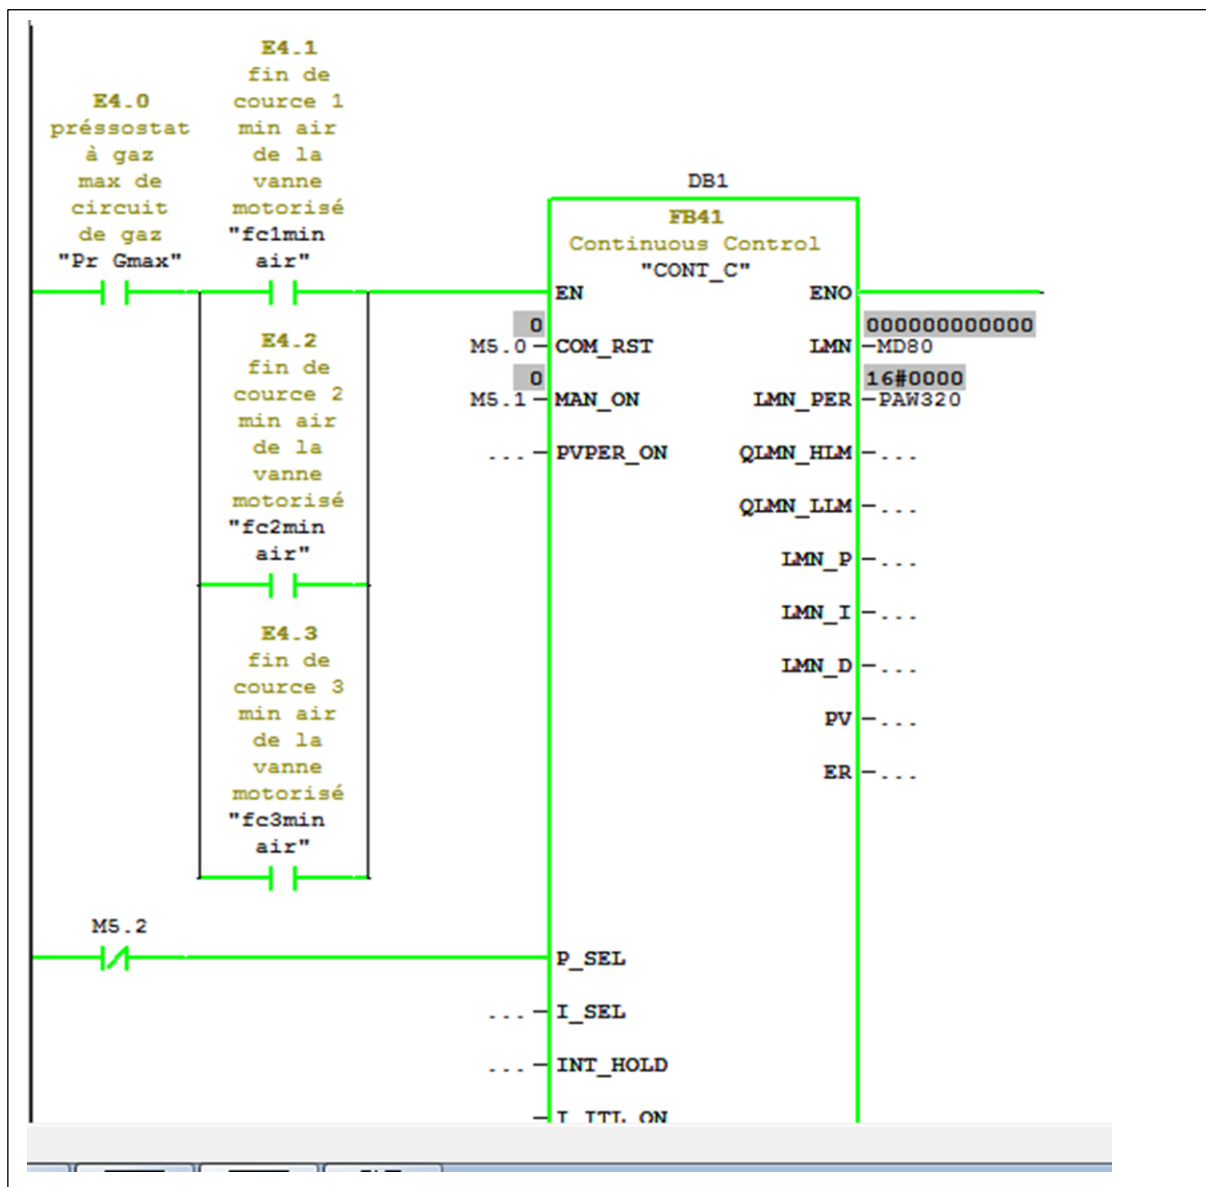 E4.0
préssostat
à gaz
max de
circuit
de gaz
"Pr Gmax"
E4.1
fin de
cource 1
min air
de la
vanne
motorisé
"fc1min
air"
E4.2
fin de
cource 2
min air
de la
vanne
motorisé
"fc2min
air"
E4.3
fin de
cource 3
min air
de la
vanne
motorisé
"fc3min
air"
M5.2
DB1
FB41
Continuous Control
"CONT_C"
EN ENO
0 000000000000
M5.0 COM_RST LMN MD80
0 16#0000
M5.1 MAN_ON LMN_PER PAW320
... PVPER_ON QLMN_HLM ...
QLMN_LLM ...
LMN_P ...
LMN_I ...
LMN_D ...
PV ...
ER ...
P_SEL
... I_SEL
... INT_HOLD
I_ITL_ON